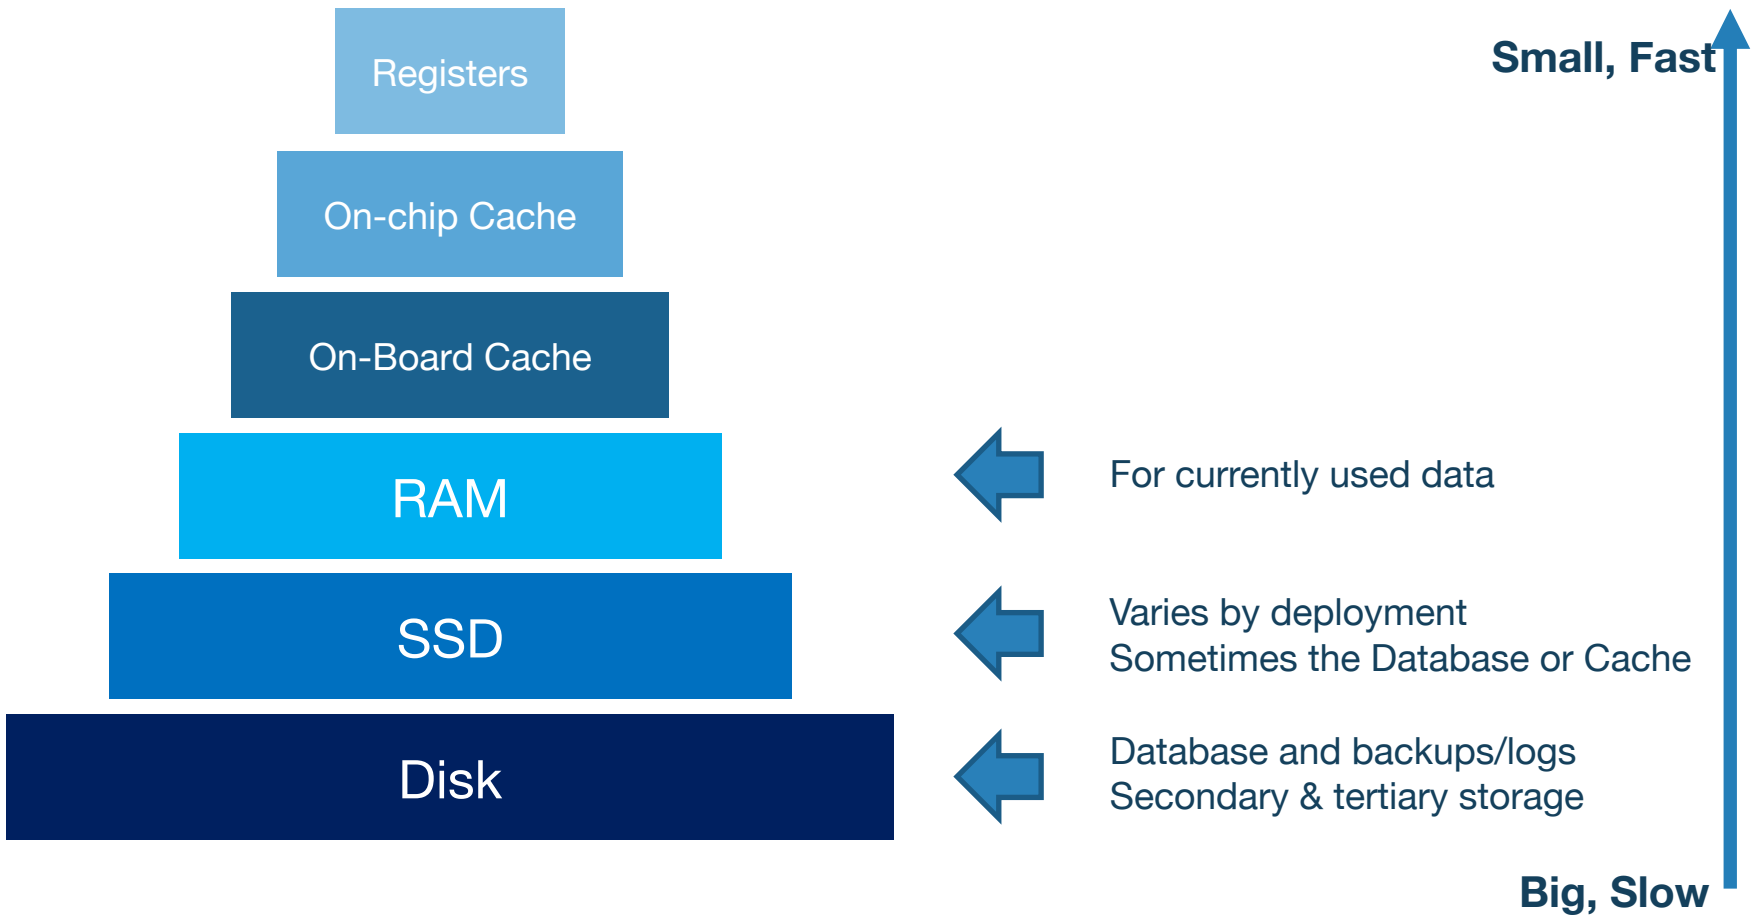 Registers
Small, Fast
On-chip Cache
On-Board Cache
RAM
For currently used data
SSD
Varies by deployment
Sometimes the Database or Cache
Disk
Database and backups/logs
Secondary & tertiary storage
Big, Slow